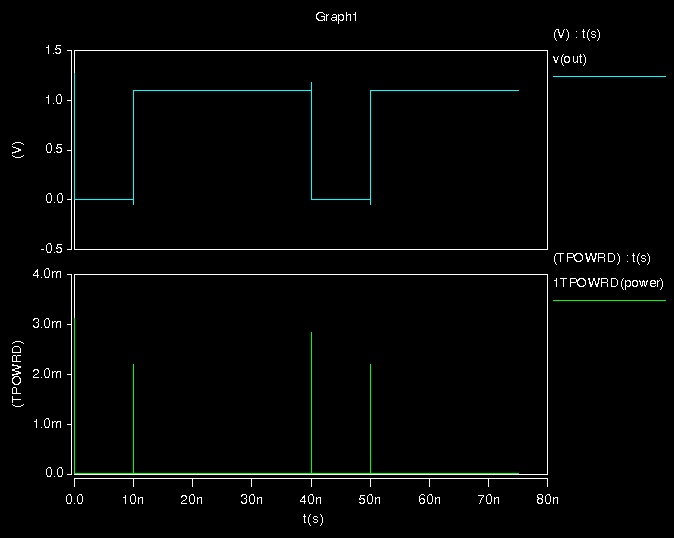 Graph1
(V) : t(s)
v(out)
1.5
1.0
0.5
0.0
-0.5
(V)
(TPOWRD) : t(s)
1TPOWRD(power)
4.0m
3.0m
2.0m
1.0m
0.0
(TPOWRD)
0.0 10n 20n 30n 40n 50n 60n 70n 80n
t(s)